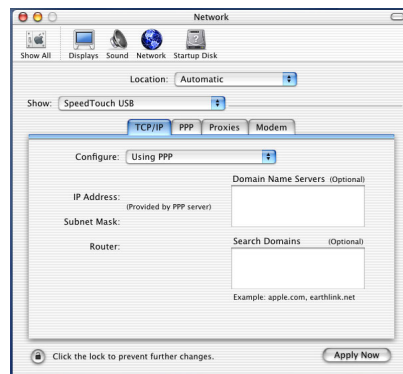 Network
Show All Displays Sound Network Startup Disk
Location: Automatic
Show: SpeedTouch USB
TCP/IP PPP Proxies Modem
Configure: Using PPP
Domain Name Servers (Optional)
IP Address:
(Provided by PPP server)
Subnet Mask:
Router:
Search Domains (Optional)
Example: apple.com, earthlink.net
Click the lock to prevent further changes.
Apply Now